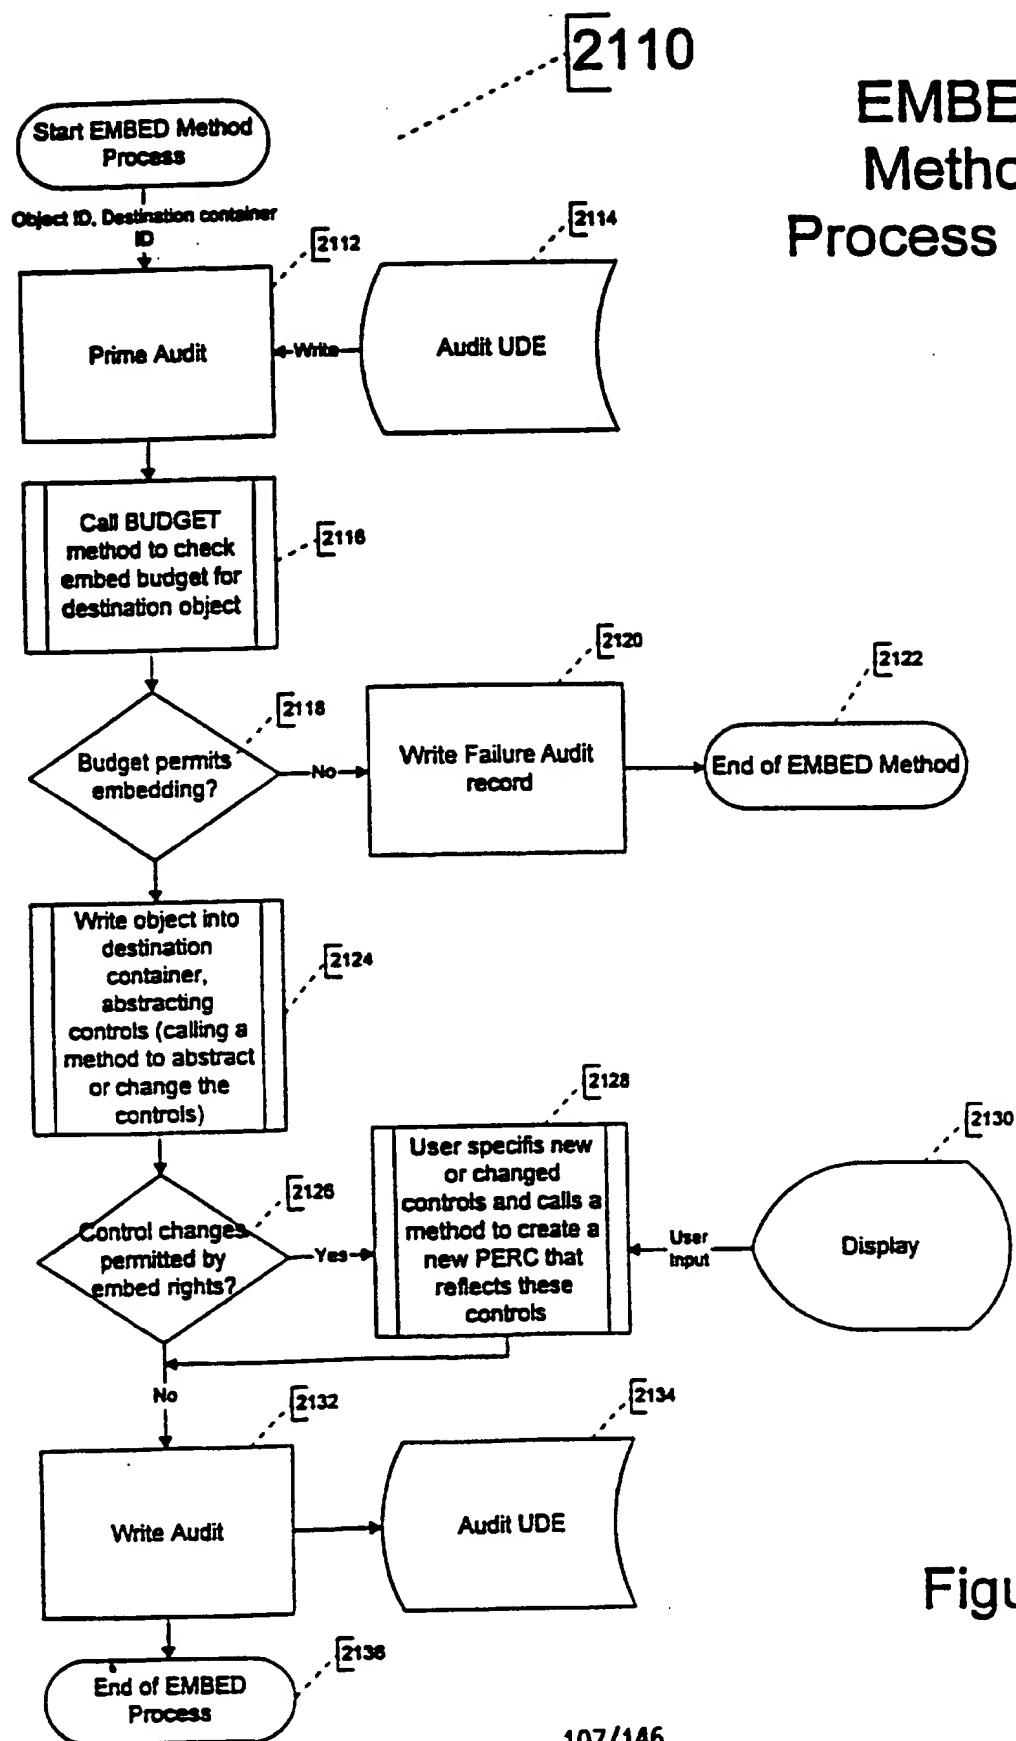 2110
EMBE
Metho
Process
Start EMBED Method
Process
Object ID, Destination container
ID
2112
2114
Prime Audit
Write
Audit UDE
Call BUDGET
method to check
embed budget for
destination object
2116
2118
Budget permits
embedding?
No
2120
Write Failure Audit
record
2122
End of EMBED Method
Write object into
destination
container,
abstracting
controls (calling a
method to abstract
or change the
controls)
2124
2126
Control changes
permitted by
embed rights?
Yes
2128
User specifis new
or changed
controls and calls a
method to create a
new PERC that
reflects these
controls
User
Input
2130
Display
No
2132
Write Audit
2134
Audit UDE
Figu
2136
End of EMBED
Process
107/146